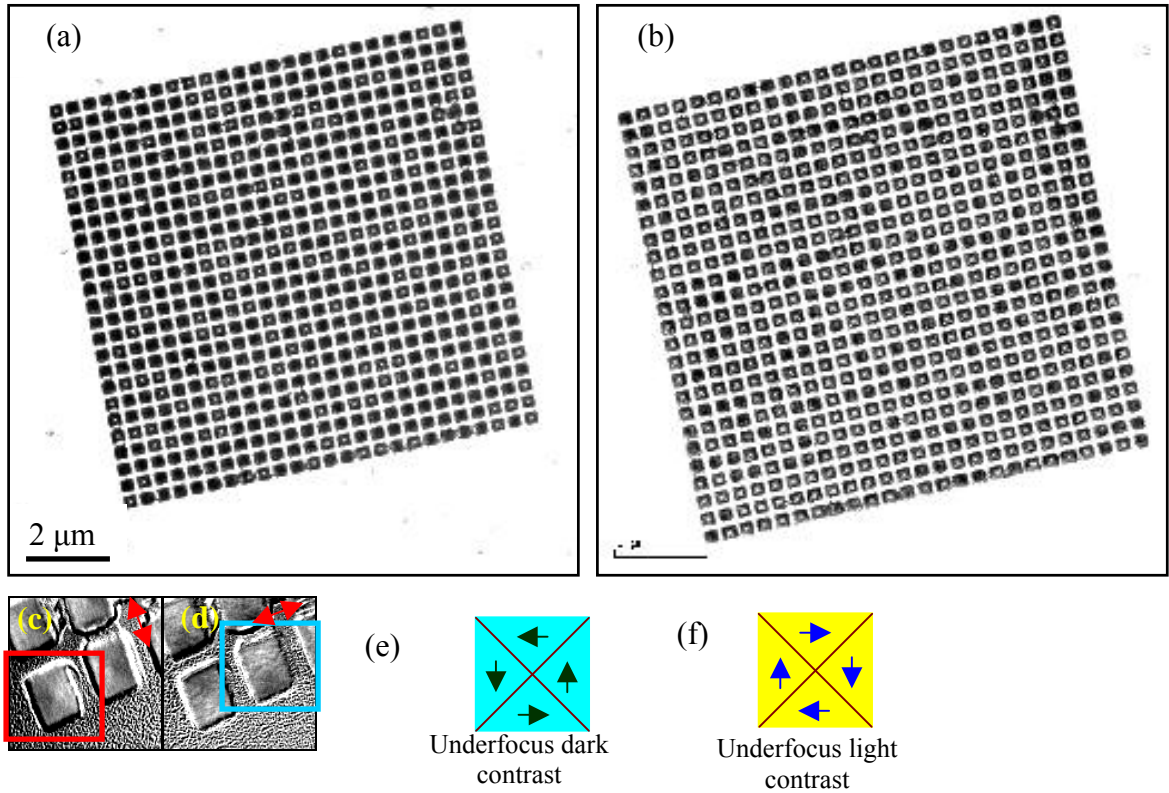 (a)
(b)
2 μm
(c)
(d)
(e)
(f)
Underfocus dark
contrast
Underfocus light
contrast